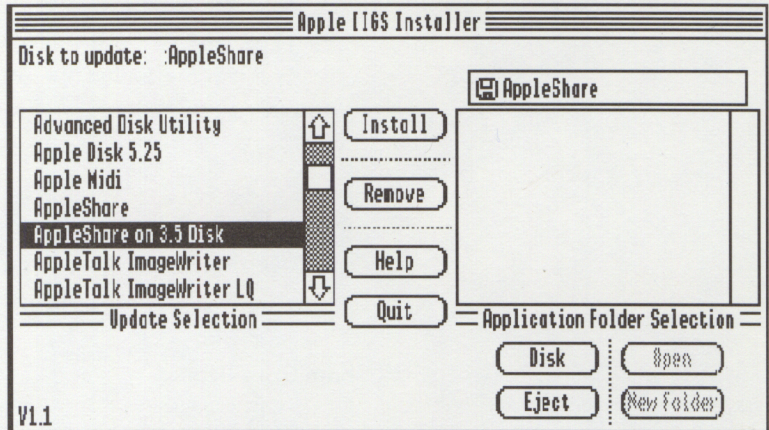 Apple IIGS Installer
Disk to update: :AppleShare
AppleShare
Advanced Disk Utility
Apple Disk 5.25
Apple Midi
AppleShare
AppleShare on 3.5 Disk
AppleTalk ImageWriter
AppleTalk ImageWriter LQ
Update Selection
Install
Remove
Help
Quit
Application Folder Selection
Disk
Open
Eject
New Folder
V1.1